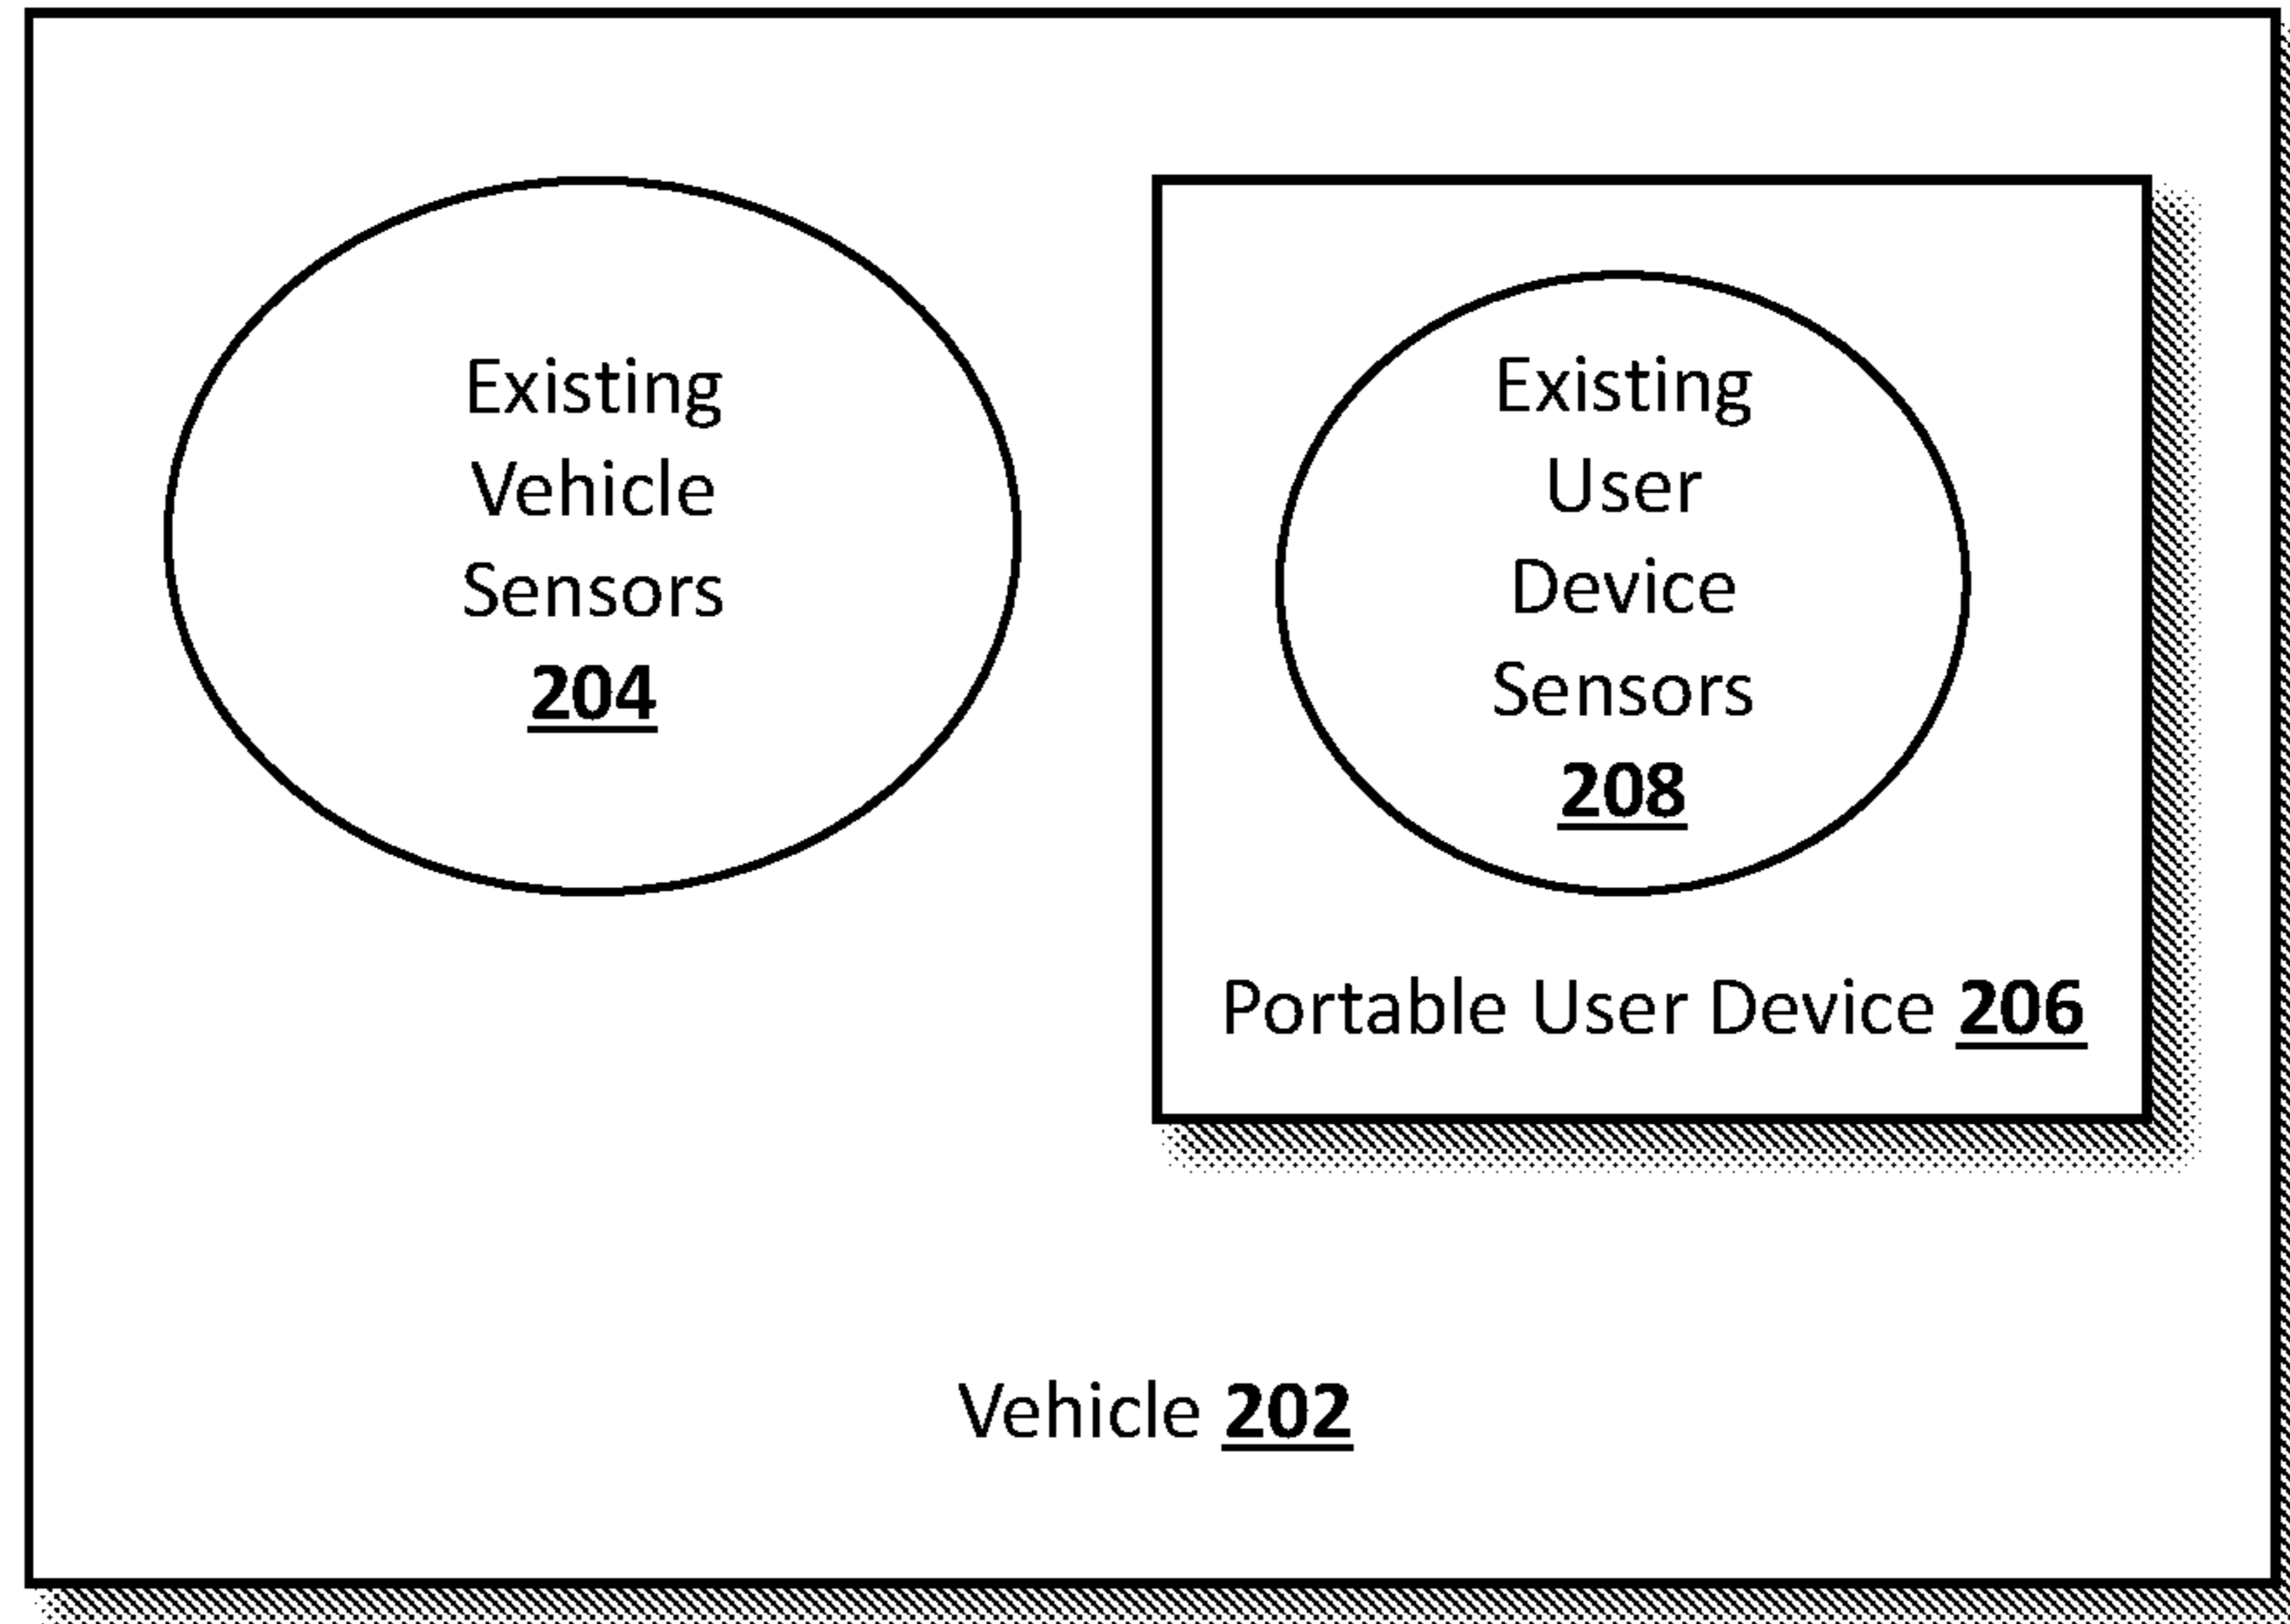 Existing
Vehicle
Sensors
204
Existing
User
Device
Sensors
208
Portable User Device 206
Vehicle 202